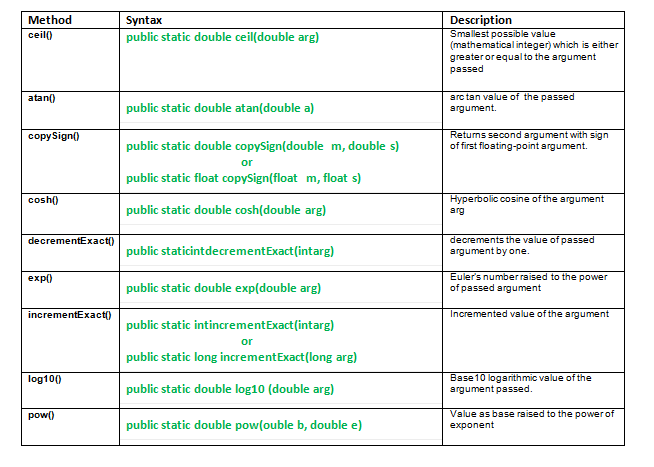 Method Syntax Description
ceil() public static double ceil(double arg) Smallest possible value
(mathematical integer) which is either
greater or equal to the argument
passed
atan() public static double atan(double a) arc tan value of the passed
argument.
copySign() public static double copySign(double m, double s) Returns second argument with sign
or of first floating-point argument.
public static float copySign(float m, float s)
cosh() public static double cosh(double arg) Hyperbolic cosine of the argument
arg
decrementExact() public staticintdecrementExact(intarg) decrements the value of passed
argument by one.
exp() public static double exp(double arg) Euler's number raised to the power
of passed argument
incrementExact() public static intincrementExact(intarg) Incremented value of the argument
or
public static long incrementExact(long arg)
log10() public static double log10 (double arg) Base10 logarithmic value of the
argument passed.
pow() public static double pow(ouble b, double e) Value as base raised to the power of
exponent